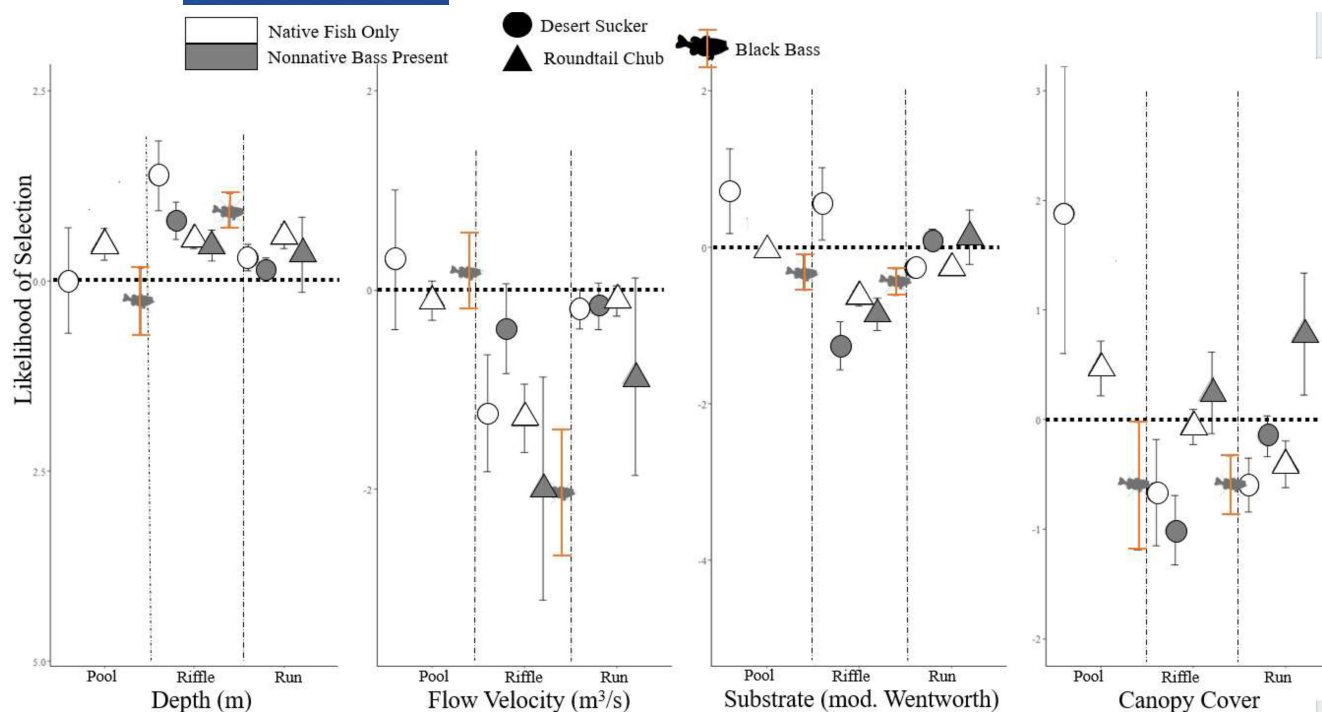 Native Fish Only
Nonnative Bass Present
Desert Sucker
Roundtail Chub
Black Bass
Likelihood of Selection
2.5
0.0
2.5
5.0
Pool Riffle Run
Depth (m)
2
0
-2
Pool Riffle Run
Flow Velocity (m³/s)
2
0
-2
-4
Pool Riffle Run
Substrate (mod. Wentworth)
3
2
1
0
-1
-2
Pool Riffle Run
Canopy Cover